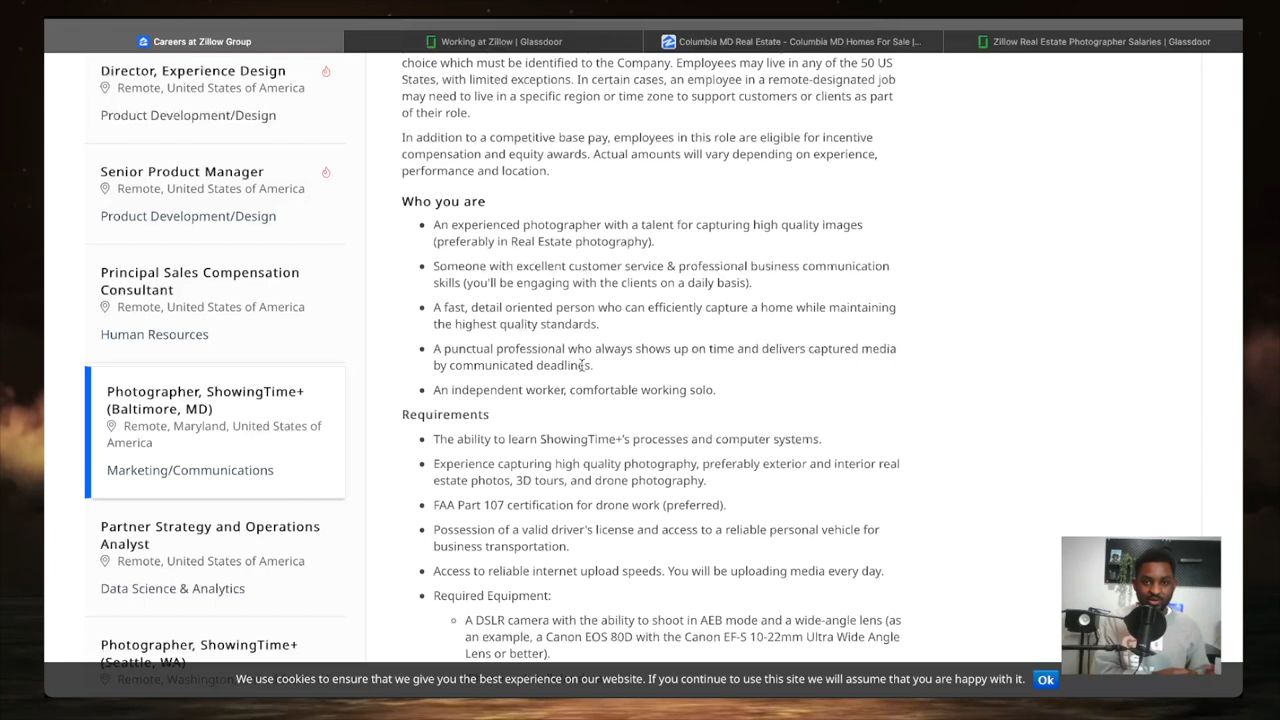 Careers at Zillow Group
Working at Zillow | Glassdoor
Columbia MD Real Estate - Columbia MD Homes For Sale |...
Zillow Real Estate Photographer Salaries | Glassdoor
Director, Experience Design
Remote, United States of America
Product Development/Design
Senior Product Manager
Remote, United States of America
Product Development/Design
Principal Sales Compensation
Consultant
Remote, United States of America
Human Resources
Photographer, ShowingTime+
(Baltimore, MD)
Remote, Maryland, United States of
America
Marketing/Communications
Partner Strategy and Operations
Analyst
Remote, United States of America
Data Science & Analytics
Photographer, ShowingTime+
(Seattle, WA)
Remote, Washington
choice which must be identified to the Company. Employees may live in any of the 50 US
States, with limited exceptions. In certain cases, an employee in a remote-designated job
may need to live in a specific region or time zone to support customers or clients as part
of their role.
In addition to a competitive base pay, employees in this role are eligible for incentive
compensation and equity awards. Actual amounts will vary depending on experience,
performance and location.
Who you are
• An experienced photographer with a talent for capturing high quality images
(preferably in Real Estate photography).
• Someone with excellent customer service & professional business communication
skills (you'll be engaging with the clients on a daily basis).
• A fast, detail oriented person who can efficiently capture a home while maintaining
the highest quality standards.
• A punctual professional who always shows up on time and delivers captured media
by communicated deadlines.
• An independent worker, comfortable working solo.
Requirements
• The ability to learn ShowingTime+'s processes and computer systems.
• Experience capturing high quality photography, preferably exterior and interior real
estate photos, 3D tours, and drone photography.
• FAA Part 107 certification for drone work (preferred).
• Possession of a valid driver's license and access to a reliable personal vehicle for
business transportation.
• Access to reliable internet upload speeds. You will be uploading media every day.
• Required Equipment:
◦ A DSLR camera with the ability to shoot in AEB mode and a wide-angle lens (as
an example, a Canon EOS 80D with the Canon EF-S 10-22mm Ultra Wide Angle
Lens or better).
We use cookies to ensure that we give you the best experience on our website. If you continue to use this site we will assume that you are happy with it.
Ok